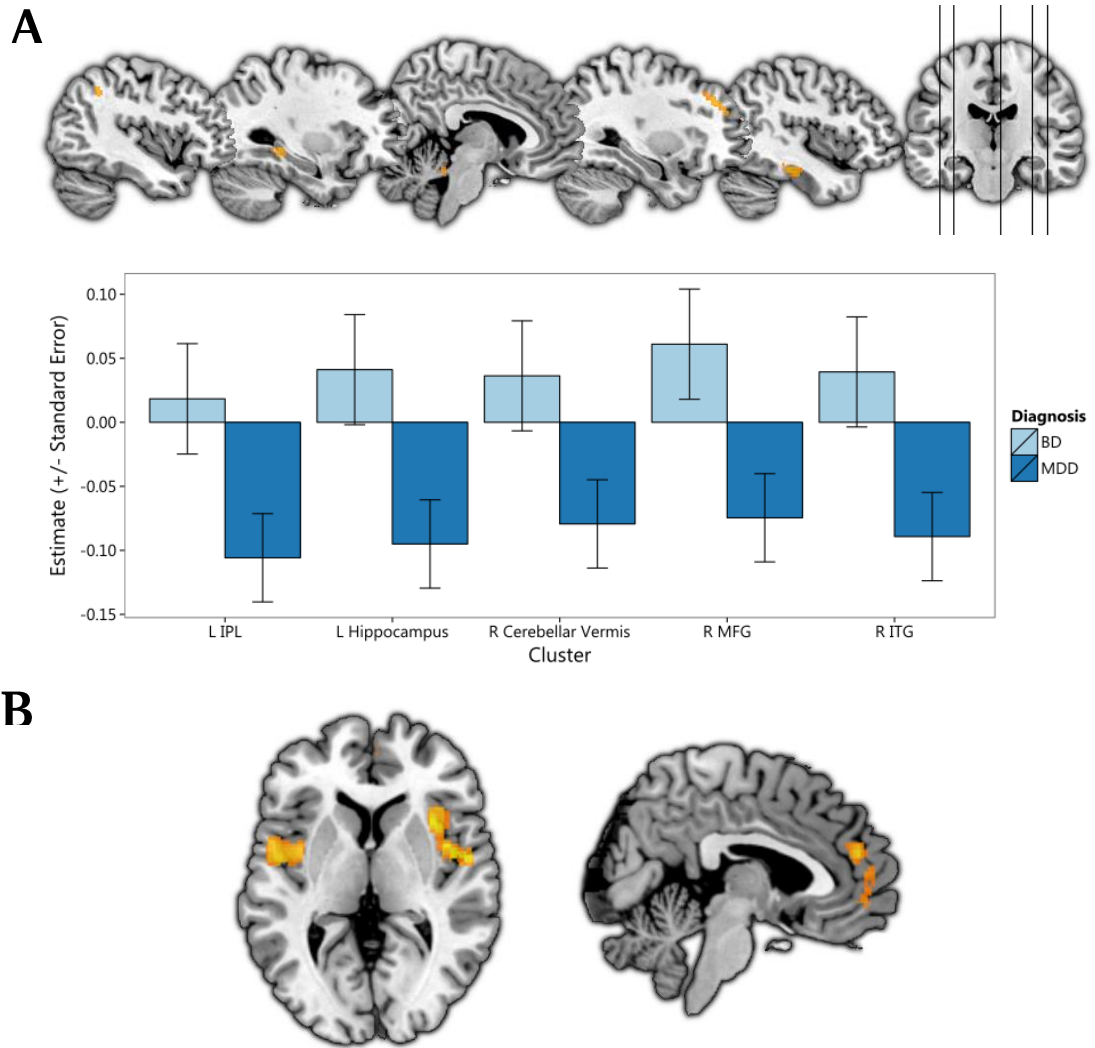 A
0.10
0.05
0.00
-0.05
-0.10
-0.15
Estimate (+/- Standard Error)
L IPL
L Hippocampus
R Cerebellar Vermis
R MFG
R ITG
Cluster
Diagnosis
BD
MDD
B